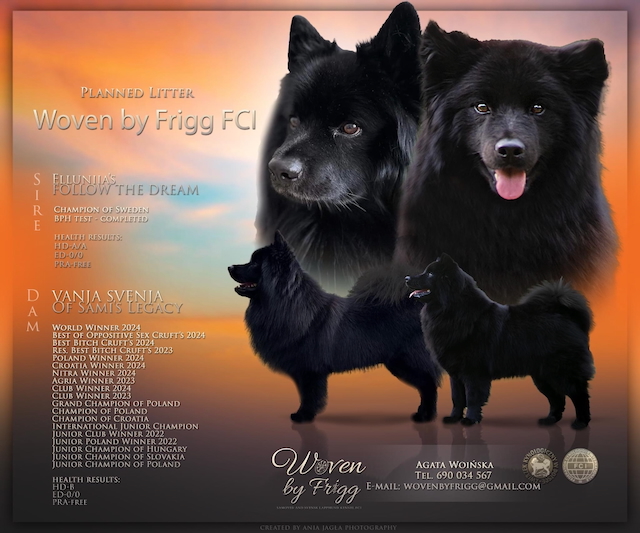 Planned Litter
Woven by Frigg FCI
Sire
Ellunija's
Follow the dream
Champion of Sweden
BPH test - completed
Health results:
HD-A/A
ED-0/0
PRA-free
Dam
Vanja Svenja
Of Samis Legacy
World Winner 2024
Best of Oppositive Sex Cruft's 2024
Best Bitch Cruft's 2024
Res. Best Bitch Cruft's 2023
Poland Winner 2024
Croatia Winner 2024
Nitra Winner 2024
Agria Winner 2023
Club Winner 2024
Club Winner 2023
Grand Champion of Poland
Champion of Poland
Champion of Croatia
International Junior Champion
Junior Club Winner 2022
Junior Poland Winner 2022
Junior Champion of Hungary
Junior Champion of Slovakia
Junior Champion of Poland
Health results:
HD-B
ED-0/0
PRA-free
Woven
by Frigg
Agata Woińska
Tel. 690 034 567
E-mail: wovenbyfrigg@gmail.com
FCI
Created by Ania Jagła Photography